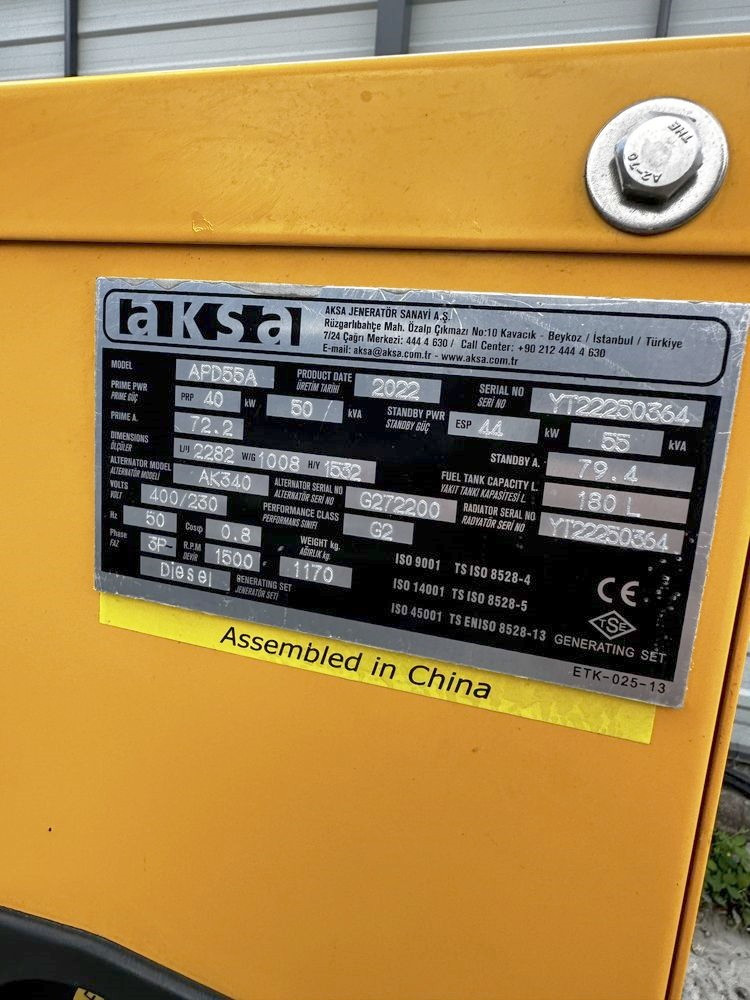 THE
A2-70
aksa
AKSA JENERATÖR SANAYİ A.Ş.
Rüzgarlıbahçe Mah. Özalp Çıkmazı No:10 Kavacık - Beykoz / İstanbul / Türkiye
7/24 Çağrı Merkezi: 444 4 630 / Call Center: +90 212 444 4 630
E-mail: aksa@aksa.com.tr - www.aksa.com.tr
MODEL APD55A PRODUCT DATE ÜRETİM TARİHİ 2022 SERIAL NO SERİ NO YT22250364
PRIME PWR PRIME GÜÇ PRP 40 kW 50 / kVA STANDBY PWR STANDBY GÜÇ ESP 44 kW 55 kVA
PRIME A. 72.2 STANDBY A. 79.4
DIMENSIONS ÖLÇÜLER L/U 2282 W/G 1008 H/Y 1532 FUEL TANK CAPACITY L. YAKIT TANKI KAPASİTESİ L. 180 L
ALTERNATOR MODEL ALTERNATÖR MODELİ AK340 ALTERNATOR SERIAL NO ALTERNATÖR SERİ NO G272200 RADIATOR SERIAL NO RADYATÖR SERİ NO YT22250364
VOLTS VOLT 400/230 PERFORMANCE CLASS PERFORMANS SINIFI G2
Hz 50 Cosφ 0.8 WEIGHT kg. AĞIRLIK kg. 1170
Phase FAZ 3P- R.P.M DEVİR 1500
Diesel GENERATING SET JENERATÖR SETİ
ISO 9001 TS ISO 8528-4
ISO 14001 TS ISO 8528-5
ISO 45001 TS ENISO 8528-13
CE
TSE
GENERATING SET
ETK-025-13
Assembled in China